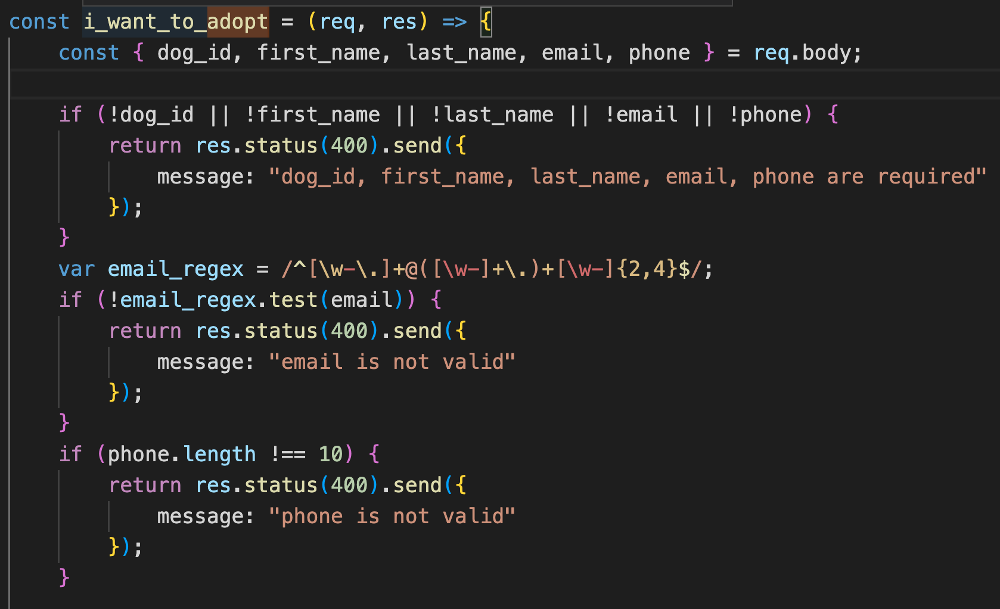 const i_want_to_adopt = (req, res) => {
    const { dog_id, first_name, last_name, email, phone } = req.body;
    if (!dog_id || !first_name || !last_name || !email || !phone) {
        return res.status(400).send({
            message: "dog_id, first_name, last_name, email, phone are required"
        });
    }
    var email_regex = /^[\w-\.]+@([\w-]+\.)+[\w-]{2,4}$/;
    if (!email_regex.test(email)) {
        return res.status(400).send({
            message: "email is not valid"
        });
    }
    if (phone.length !== 10) {
        return res.status(400).send({
            message: "phone is not valid"
        });
    }